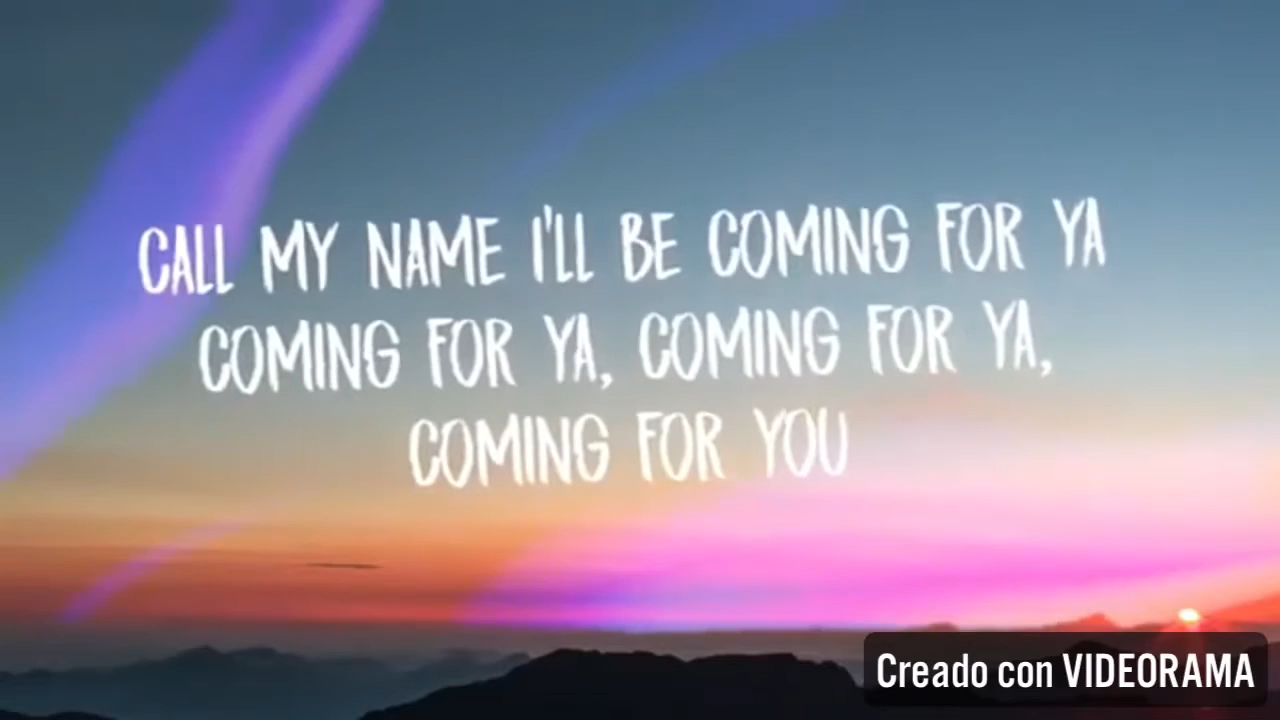 CALL MY NAME I'LL BE COMING FOR YA
COMING FOR YA, COMING FOR YA,
COMING FOR YOU
Creado con VIDEORAMA